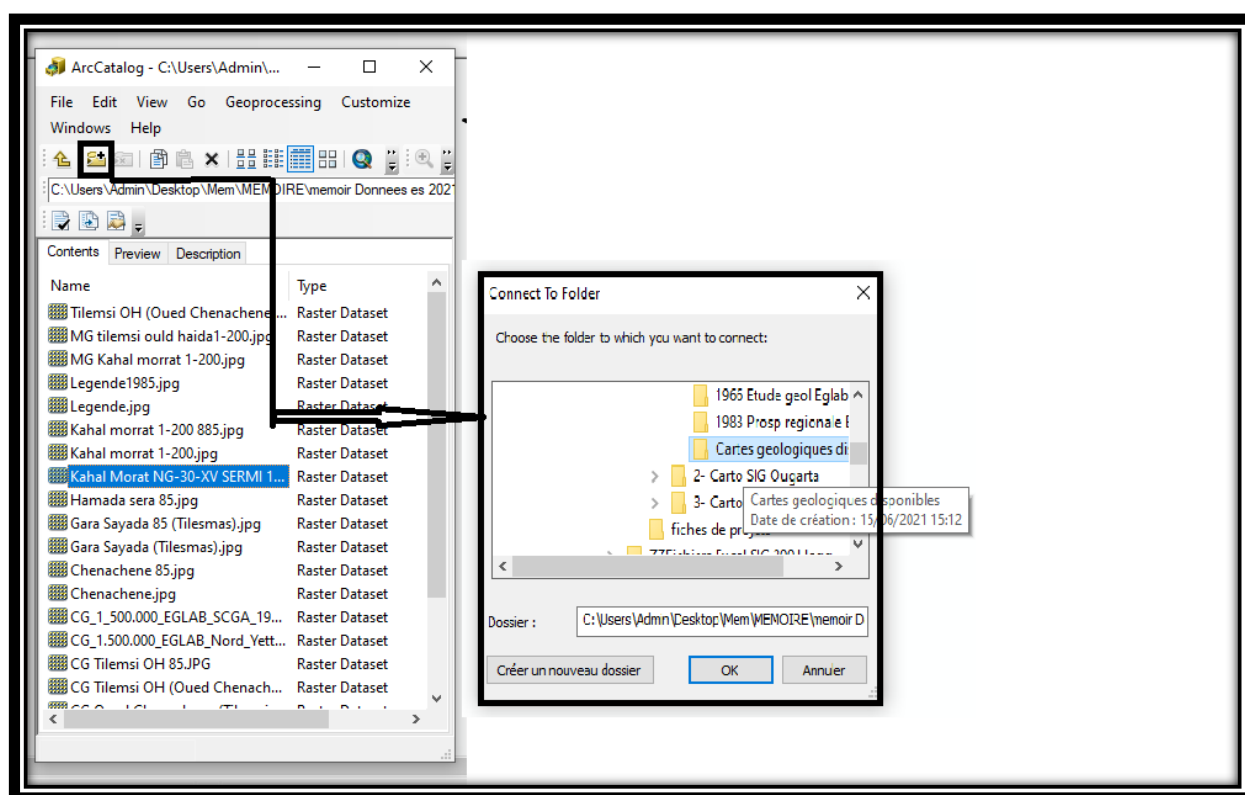 ArcCatalog - C:\Users\Admin\...
File Edit View Go Geoprocessing Customize
Windows Help
C:\Users\Admin\Desktop\Mem\MEMOIRE\memoir Donnees es 202
Contents Preview Description
Name Type
Tilemsi OH (Oued Chenachene ... Raster Dataset
MG tilemsi ould haida1-200.jpg Raster Dataset
MG Kahal morrat 1-200.jpg Raster Dataset
Legende1985.jpg Raster Dataset
Legende.jpg Raster Dataset
Kahal morrat 1-200 885.jpg Raster Dataset
Kahal morrat 1-200.jpg Raster Dataset
Kahal Morat NG-30-XV SERMI 1... Raster Dataset
Hamada sera 85.jpg Raster Dataset
Gara Sayada 85 (Tilesmas).jpg Raster Dataset
Gara Sayada (Tilesmas).jpg Raster Dataset
Chenachene 85.jpg Raster Dataset
Chenachene.jpg Raster Dataset
CG_1_500.000_EGLAB_SCGA_19... Raster Dataset
CG_1.500.000_EGLAB_Nord_Yett... Raster Dataset
CG Tilemsi OH 85.JPG Raster Dataset
CG Tilemsi OH (Oued Chenach... Raster Dataset
Connect To Folder
Choose the folder to which you want to connect:
1965 Etude geol Eglab
1983 Prosp regionale E
Cartes geologiques di
2- Carto SIG Ougarta
3- Carto
Cartes geologiques disponibles
Date de création : 15/06/2021 15:12
fiches de
Dossier : C:\Users\Admin\Desktop\Mem\MEMOIRE\memoir D
Créer un nouveau dossier OK Annuler